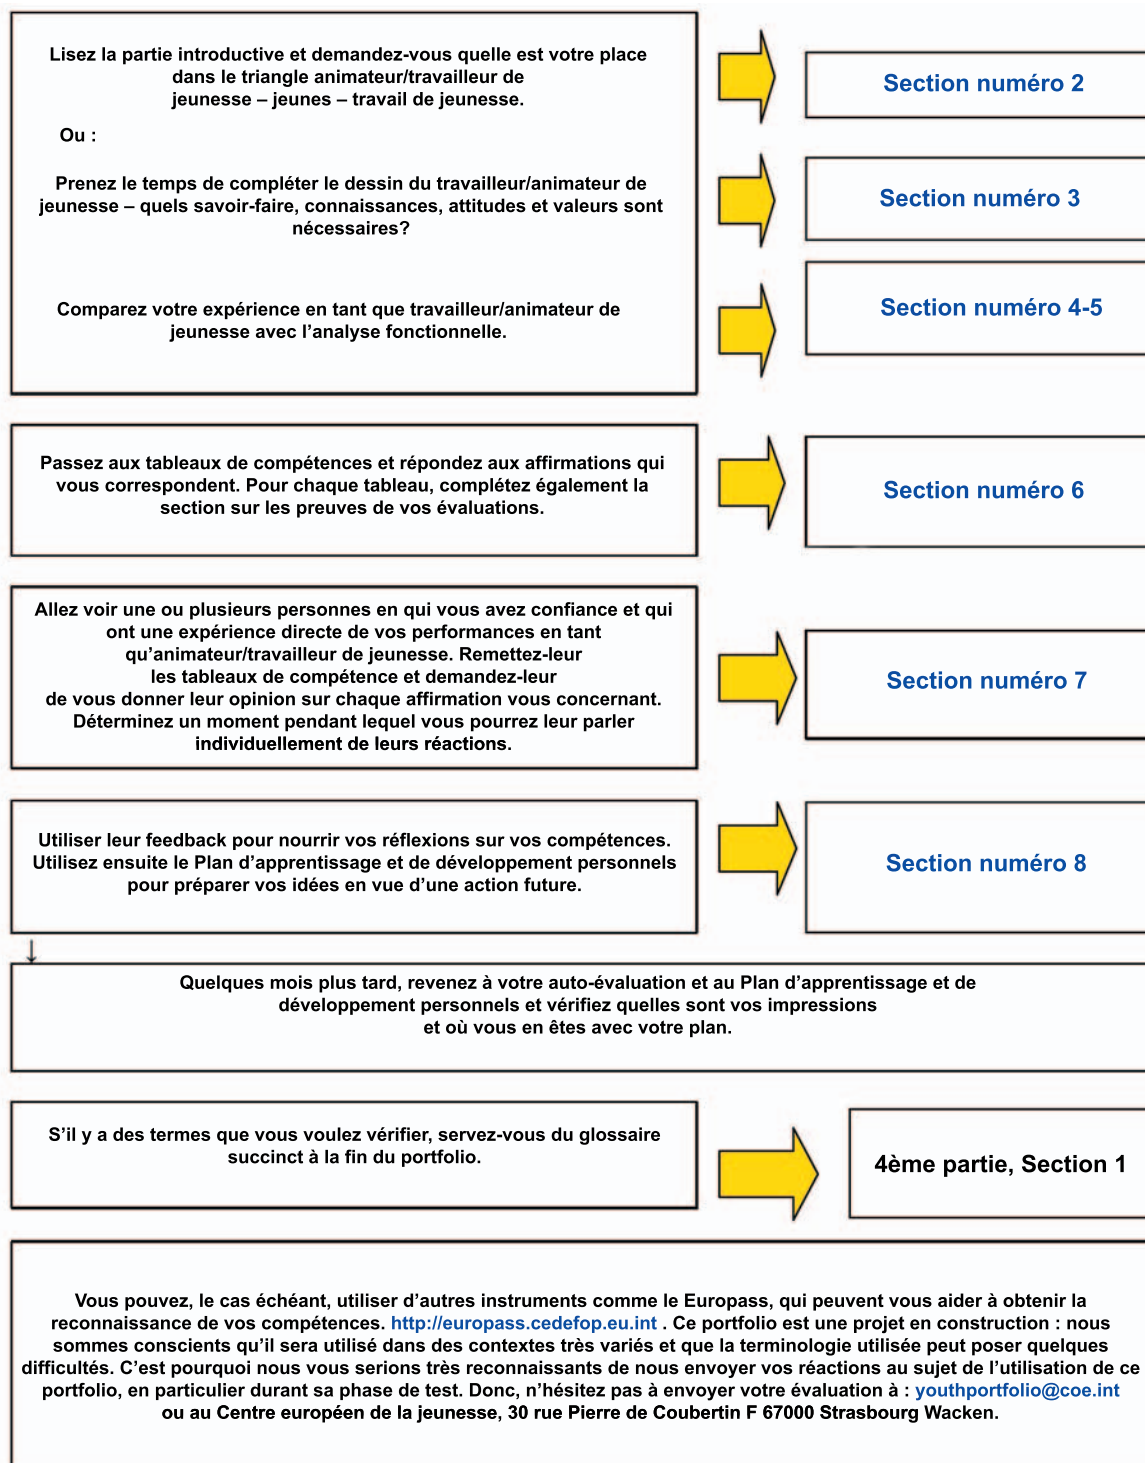 Lisez la partie introductive et demandez-vous quelle est votre place
dans le triangle animateur/travailleur de
jeunesse – jeunes – travail de jeunesse.
Section numéro 2
Ou :
Prenez le temps de compléter le dessin du travailleur/animateur de
jeunesse – quels savoir-faire, connaissances, attitudes et valeurs sont
nécessaires?
Section numéro 3
Comparez votre expérience en tant que travailleur/animateur de
jeunesse avec l’analyse fonctionnelle.
Section numéro 4-5
Passez aux tableaux de compétences et répondez aux affirmations qui
vous correspondent. Pour chaque tableau, complétez également la
section sur les preuves de vos évaluations.
Section numéro 6
Allez voir une ou plusieurs personnes en qui vous avez confiance et qui
ont une expérience directe de vos performances en tant
qu’animateur/travailleur de jeunesse. Remettez-leur
les tableaux de compétence et demandez-leur
de vous donner leur opinion sur chaque affirmation vous concernant.
Déterminez un moment pendant lequel vous pourrez leur parler
individuellement de leurs réactions.
Section numéro 7
Utiliser leur feedback pour nourrir vos réflexions sur vos compétences.
Utilisez ensuite le Plan d’apprentissage et de développement personnels
pour préparer vos idées en vue d’une action future.
Section numéro 8
↓
Quelques mois plus tard, revenez à votre auto-évaluation et au Plan d’apprentissage et de
développement personnels et vérifiez quelles sont vos impressions
et où vous en êtes avec votre plan.
S’il y a des termes que vous voulez vérifier, servez-vous du glossaire
succinct à la fin du portfolio.
4ème partie, Section 1
Vous pouvez, le cas échéant, utiliser d’autres instruments comme le Europass, qui peuvent vous aider à obtenir la
reconnaissance de vos compétences. http://europass.cedefop.eu.int . Ce portfolio est une projet en construction : nous
sommes conscients qu’il sera utilisé dans des contextes très variés et que la terminologie utilisée peut poser quelques
difficultés. C’est pourquoi nous vous serions très reconnaissants de nous envoyer vos réactions au sujet de l’utilisation de ce
portfolio, en particulier durant sa phase de test. Donc, n’hésitez pas à envoyer votre évaluation à : youthportfolio@coe.int
ou au Centre européen de la jeunesse, 30 rue Pierre de Coubertin F 67000 Strasbourg Wacken.